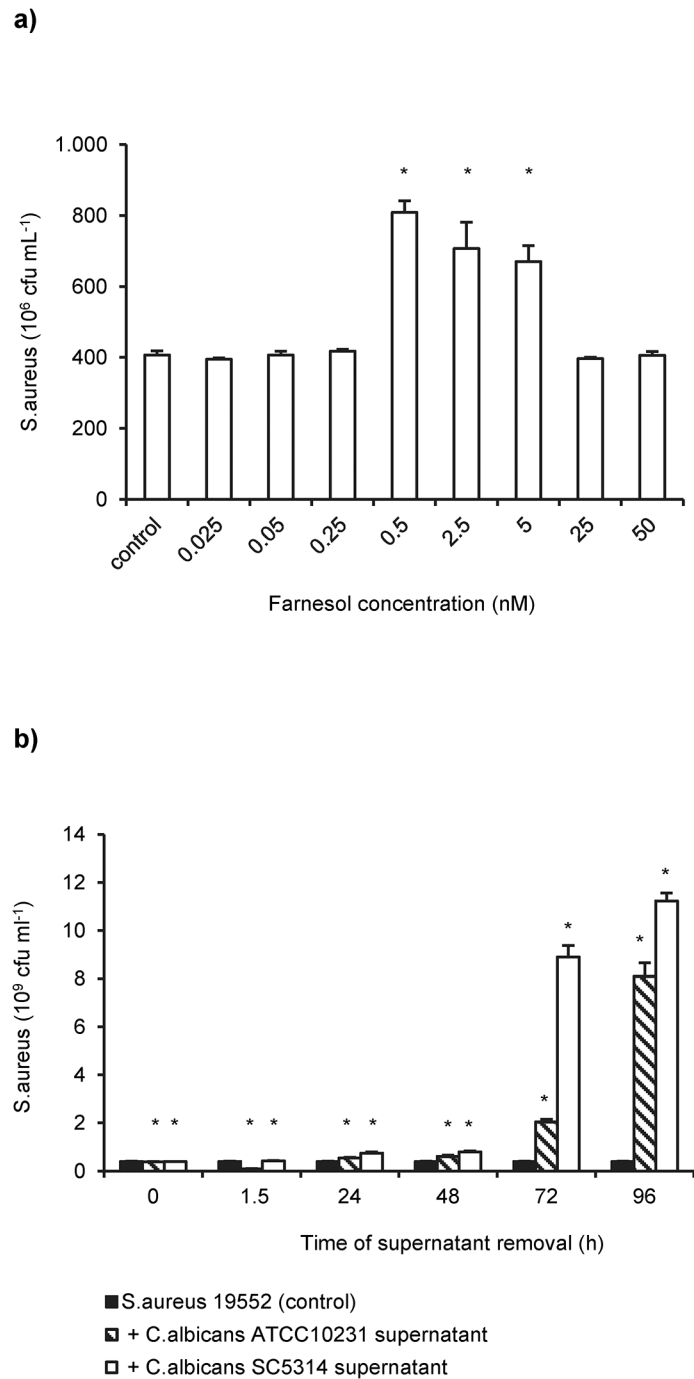 a)
1.000
800
600
400
200
0
S.aureus (10⁶ cfu mL⁻¹)
* * *
control 0.025 0.05 0.25 0.5 2.5 5 25 50
Farnesol concentration (nM)
b)
14
12
10
8
6
4
2
0
S.aureus (10⁹ cfu ml⁻¹)
* * * * * * * * * * * *
0 1.5 24 48 72 96
Time of supernatant removal (h)
S.aureus 19552 (control)
+ C.albicans ATCC10231 supernatant
+ C.albicans SC5314 supernatant